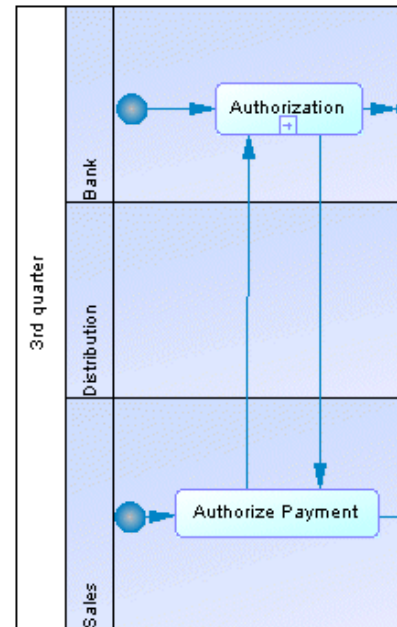 3rd quarter
Bank
Authorization
Distribution
Sales
Authorize Payment